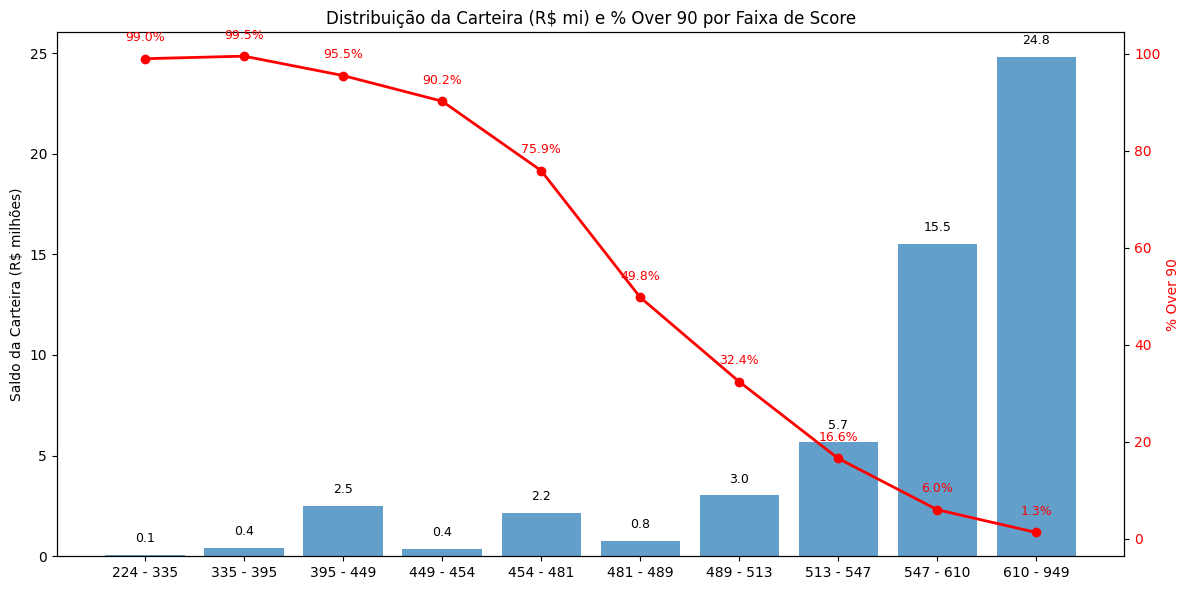 Distribuição da Carteira (R$ mi) e % Over 90 por Faixa de Score
Saldo da Carteira (R$ milhões)
25
20
15
10
5
0
99.0%
99.5%
95.5%
90.2%
75.9%
49.8%
32.4%
16.6%
6.0%
1.3%
0.1
0.4
2.5
0.4
2.2
0.8
3.0
5.7
15.5
24.8
100
80
60
40
20
0
% Over 90
224 - 335
335 - 395
395 - 449
449 - 454
454 - 481
481 - 489
489 - 513
513 - 547
547 - 610
610 - 949